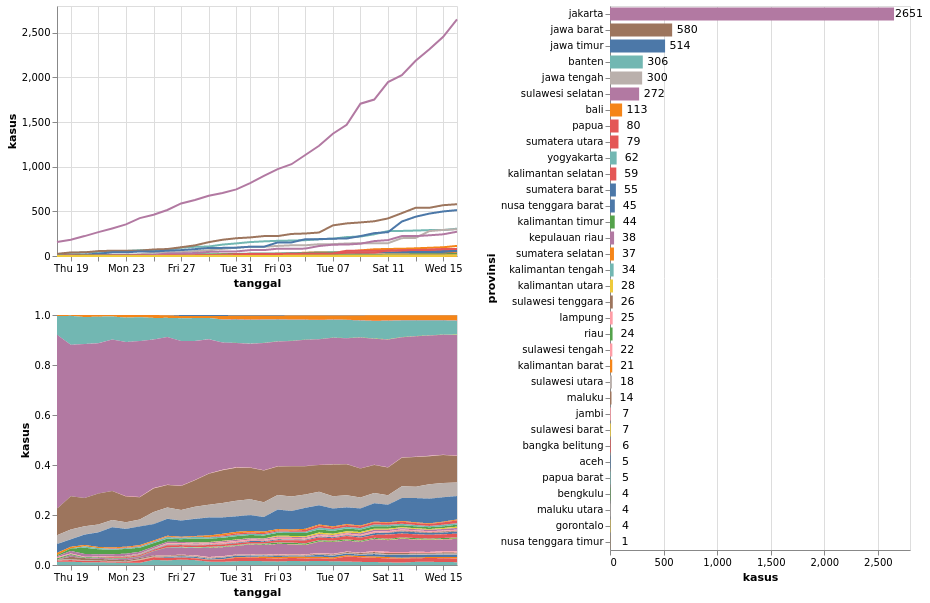 kasus
2,500
2,000
1,500
1,000
500
0
Thu 19 Mon 23 Fri 27 Tue 31 Fri 03 Tue 07 Sat 11 Wed 15
tanggal
kasus
1.0
0.8
0.6
0.4
0.2
0.0
Thu 19 Mon 23 Fri 27 Tue 31 Fri 03 Tue 07 Sat 11 Wed 15
tanggal
provinsi
jakarta 2651
jawa barat 580
jawa timur 514
banten 306
jawa tengah 300
sulawesi selatan 272
bali 113
papua 80
sumatera utara 79
yogyakarta 62
kalimantan selatan 59
sumatera barat 55
nusa tenggara barat 45
kalimantan timur 44
kepulauan riau 38
sumatera selatan 37
kalimantan tengah 34
kalimantan utara 28
sulawesi tenggara 26
lampung 25
riau 24
sulawesi tengah 22
kalimantan barat 21
sulawesi utara 18
maluku 14
jambi 7
sulawesi barat 7
bangka belitung 6
aceh 5
papua barat 5
bengkulu 4
maluku utara 4
gorontalo 4
nusa tenggara timur 1
0 500 1,000 1,500 2,000 2,500
kasus